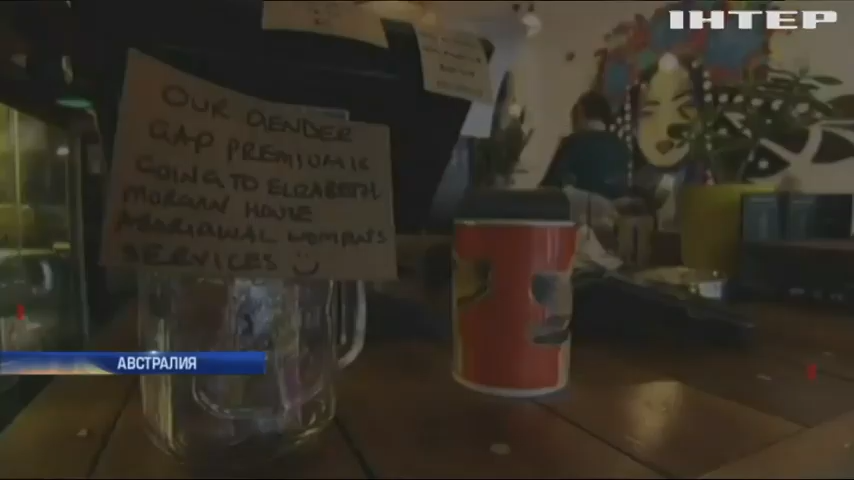 ІНТЕР
OUR GENDER
GAP PREMIUM IS
GOING TO ELIZABETH
MORGAN HOUSE
ABORIGINAL WOMEN'S
SERVICES
АВСТРАЛИЯ